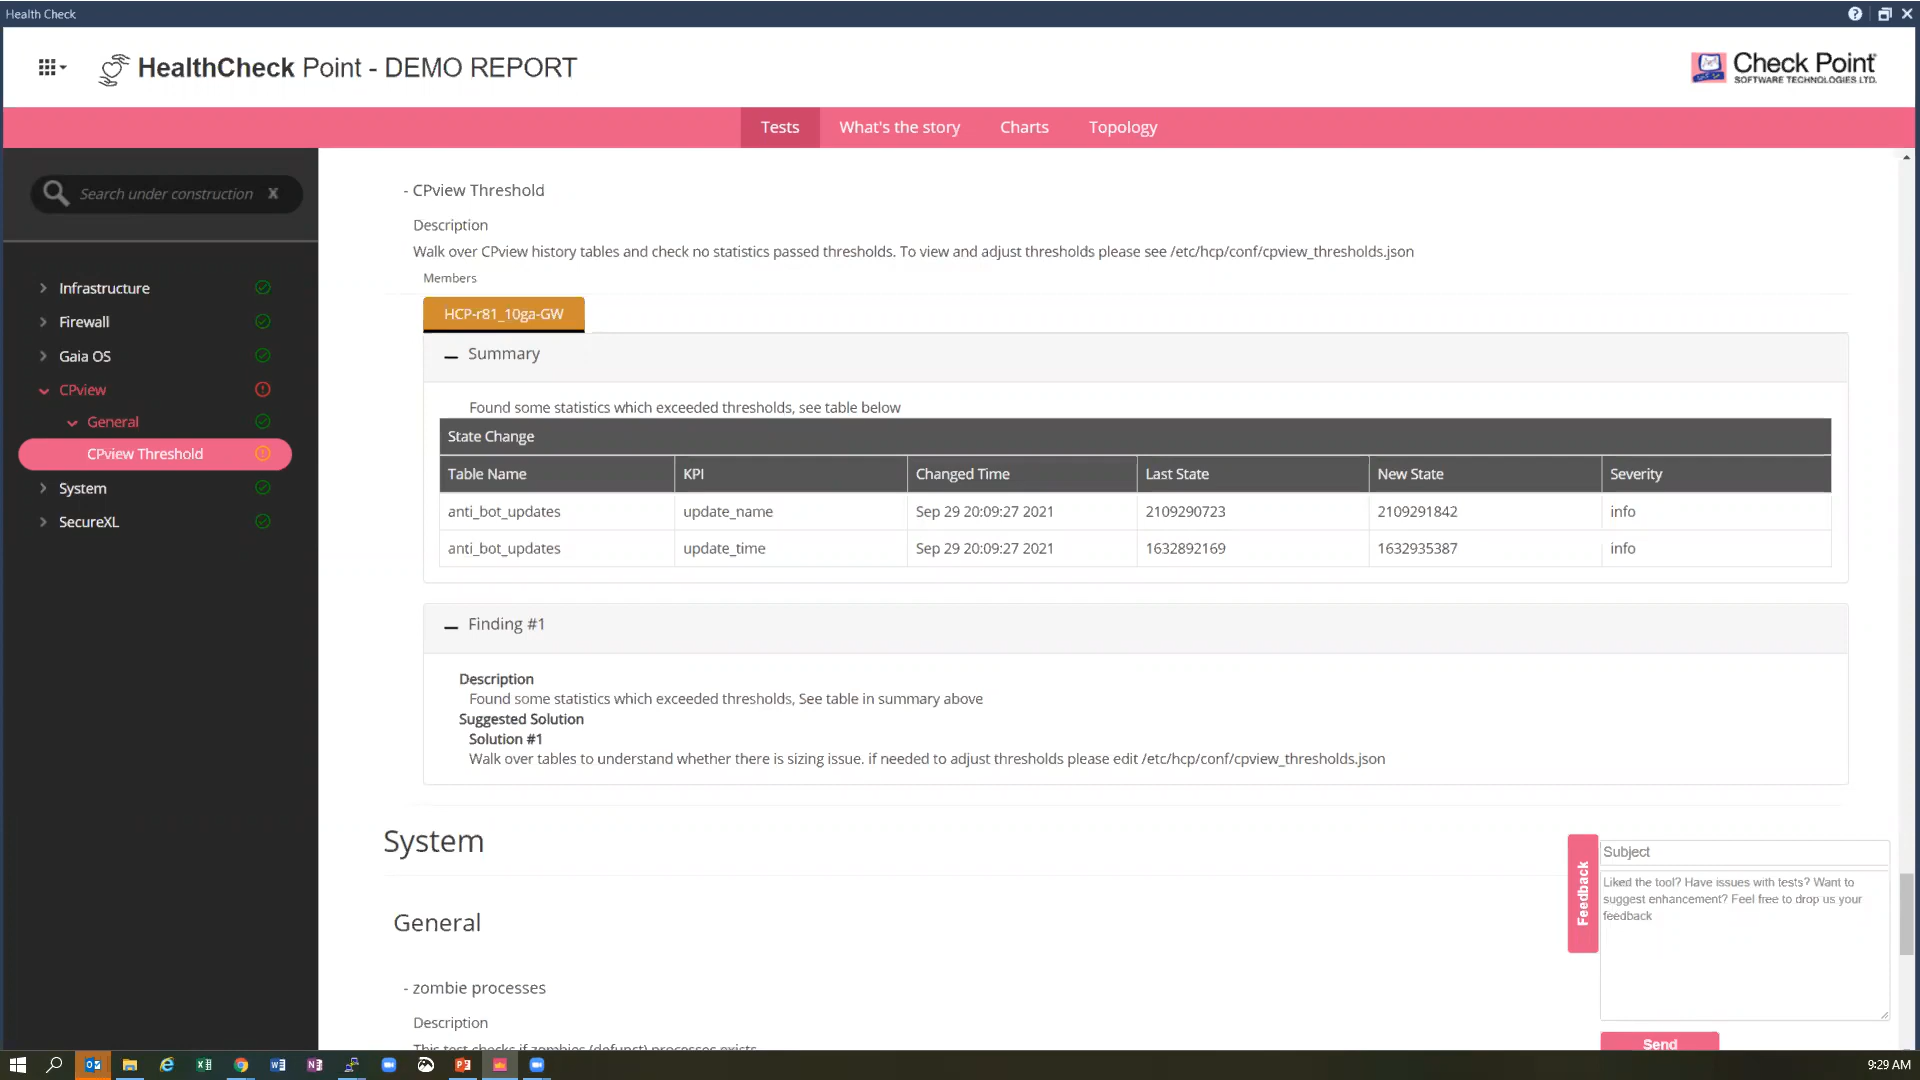 Health Check
HealthCheck Point - DEMO REPORT
Check Point
SOFTWARE TECHNOLOGIES LTD.
Tests
What's the story
Charts
Topology
Search under construction X
Infrastructure
Firewall
Gaia OS
CPview
General
CPview Threshold
System
SecureXL
- CPview Threshold
Description
Walk over CPview history tables and check no statistics passed thresholds. To view and adjust thresholds please see /etc/hcp/conf/cpview_thresholds.json
Members
HCP-r81_10ga-GW
Summary
Found some statistics which exceeded thresholds, see table below
State Change
Table Name KPI Changed Time Last State New State Severity
anti_bot_updates update_name Sep 29 20:09:27 2021 2109290723 2109291842 info
anti_bot_updates update_time Sep 29 20:09:27 2021 1632892169 1632935387 info
Finding #1
Description
Found some statistics which exceeded thresholds, See table in summary above
Suggested Solution
Solution #1
Walk over tables to understand whether there is sizing issue. if needed to adjust thresholds please edit /etc/hcp/conf/cpview_thresholds.json
System
General
- zombie processes
Description
This test checks if zombies (defunct) processes exists
Feedback
Subject
Liked the tool? Have issues with tests? Want to
suggest enhancement? Feel free to drop us your
feedback
Send
9:29 AM